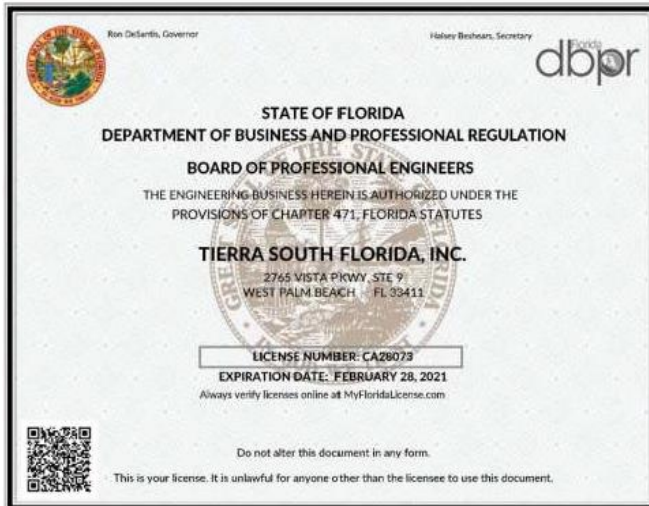 Ron DeSantis, Governor
Halsey Beshears, Secretary
Florida
dbpr
STATE OF FLORIDA
DEPARTMENT OF BUSINESS AND PROFESSIONAL REGULATION
BOARD OF PROFESSIONAL ENGINEERS
THE ENGINEERING BUSINESS HEREIN IS AUTHORIZED UNDER THE
PROVISIONS OF CHAPTER 471, FLORIDA STATUTES
TIERRA SOUTH FLORIDA, INC.
2765 VISTA PKWY, STE 9
WEST PALM BEACH FL 33411
LICENSE NUMBER: CA28073
EXPIRATION DATE: FEBRUARY 28, 2021
Always verify licenses online at MyFloridaLicense.com
Do not alter this document in any form.
This is your license. It is unlawful for anyone other than the licensee to use this document.